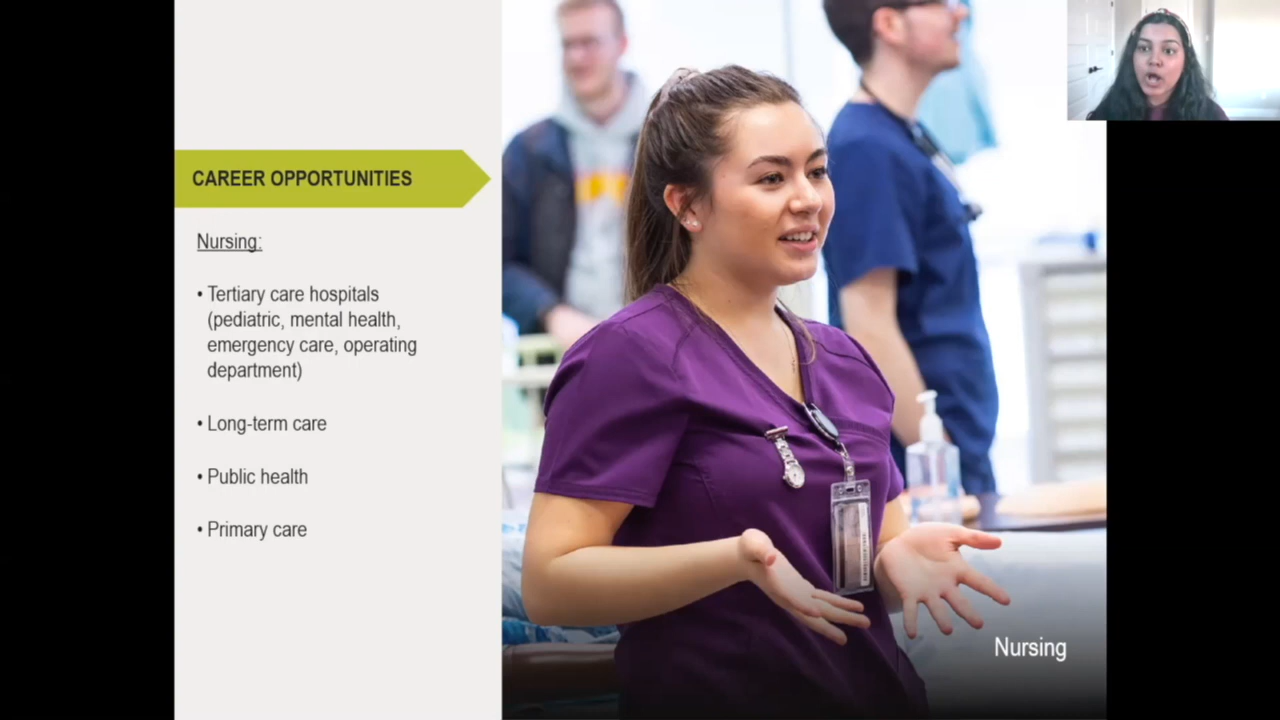 CAREER OPPORTUNITIES
Nursing:
• Tertiary care hospitals
(pediatric, mental health,
emergency care, operating
department)
• Long-term care
• Public health
• Primary care
Nursing